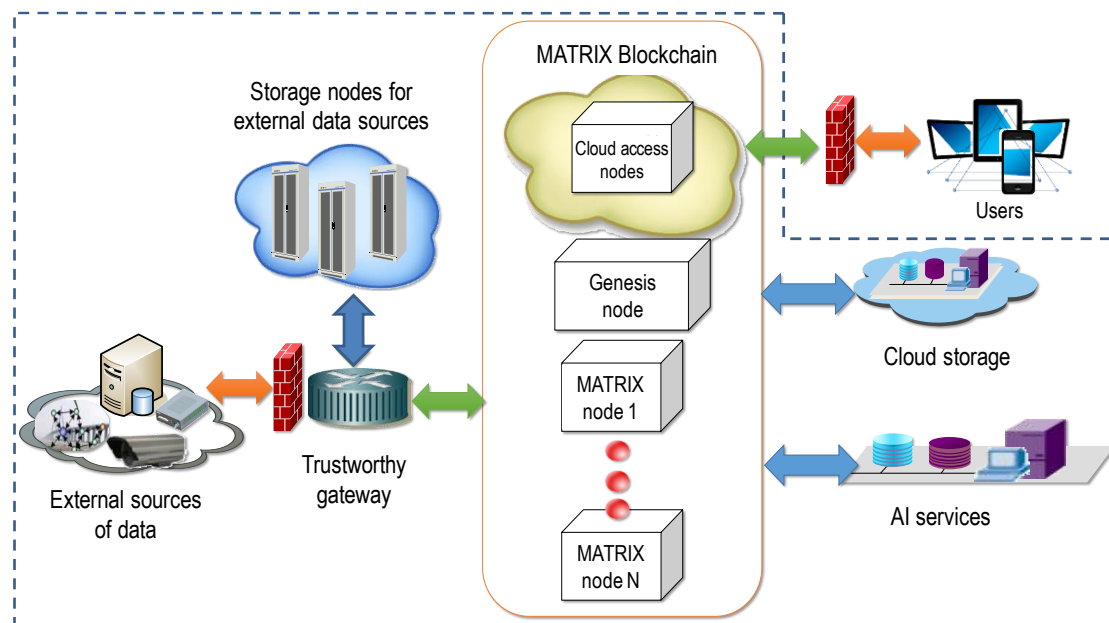 MATRIX Blockchain
Storage nodes for
external data sources
Cloud access
nodes
Users
Genesis
node
Cloud storage
MATRIX
node 1
External sources
of data
Trustworthy
gateway
AI services
MATRIX
node N